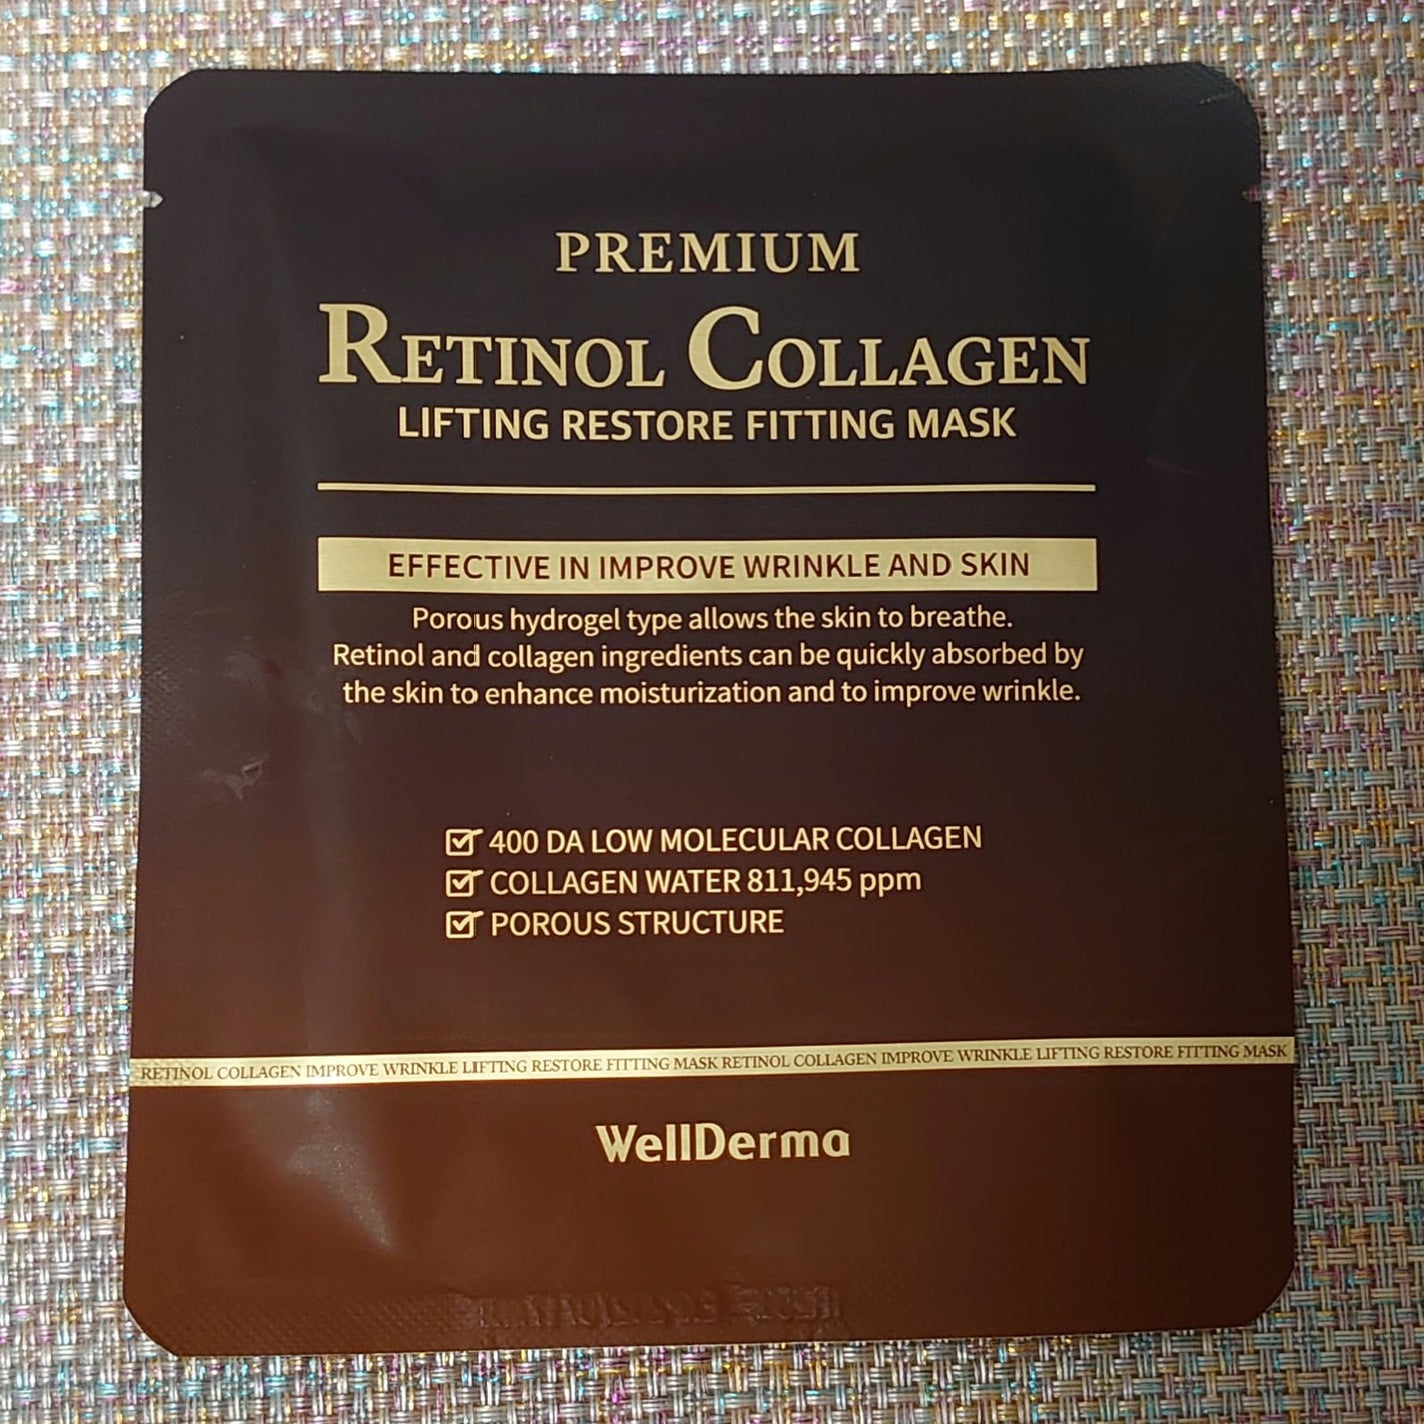 PREMIUM
RETINOL COLLAGEN
LIFTING RESTORE FITTING MASK
EFFECTIVE IN IMPROVE WRINKLE AND SKIN
Porous hydrogel type allows the skin to breathe.
Retinol and collagen ingredients can be quickly absorbed by
the skin to enhance moisturization and to improve wrinkle.
400 DA LOW MOLECULAR COLLAGEN
COLLAGEN WATER 811,945 ppm
POROUS STRUCTURE
RETINOL COLLAGEN IMPROVE WRINKLE LIFTING RESTORE FITTING MASK RETINOL COLLAGEN IMPROVE WRINKLE LIFTING RESTORE FITTING MASK
WellDerma